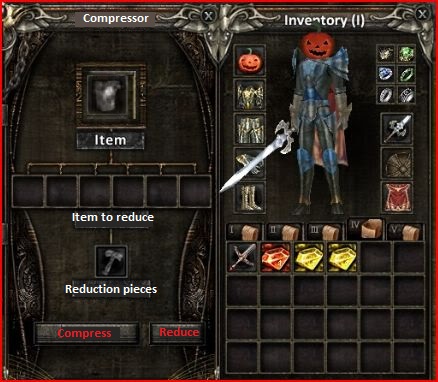 Compressor
Item
Item to reduce
Reduction pieces
Compress
Reduce
Inventory (I)
I
II
III
IV
V